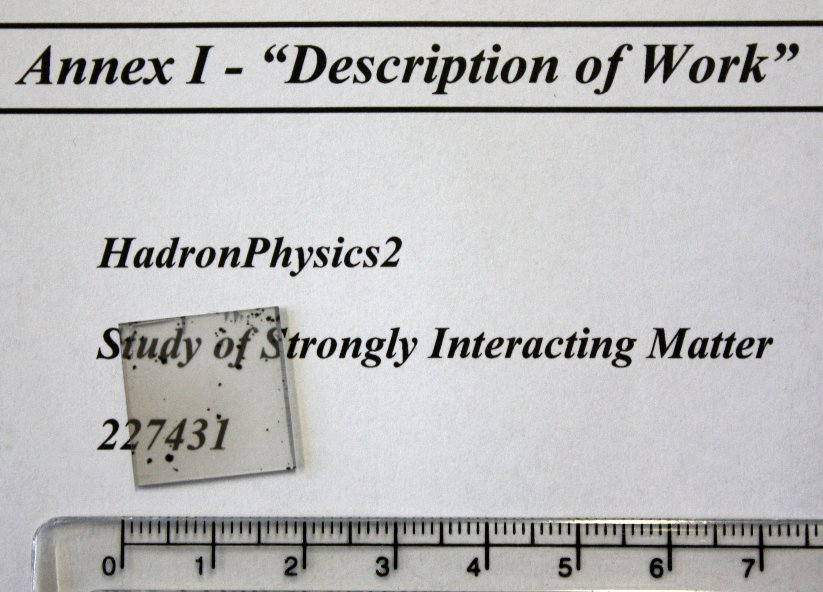 Annex I - “Description of Work”
HadronPhysics2
Study of Strongly Interacting Matter
227431
0 1 2 3 4 5 6 7